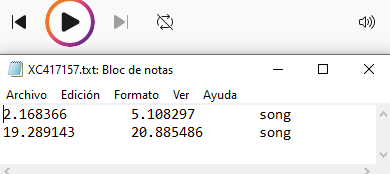 XC417157.txt: Bloc de notas
Archivo Edición Formato Ver Ayuda
2.168366 5.108297 song
19.289143 20.885486 song